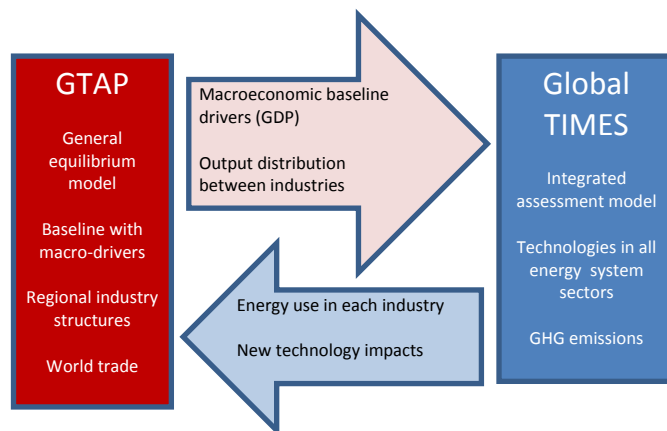 GTAP
General
equilibrium
model
Baseline with
macro-drivers
Regional industry
structures
World trade
Macroeconomic baseline
drivers (GDP)
Output distribution
between industries
Energy use in each industry
New technology impacts
Global
TIMES
Integrated
assessment model
Technologies in all
energy system
sectors
GHG emissions